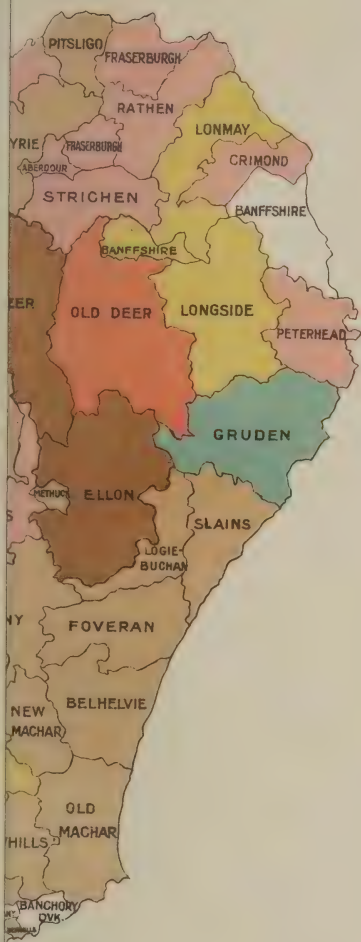 PITSLIGO
FRASERBURGH
RATHEN
LONMAY
YRIE
FRASERBURGH
CRIMOND
ABERDOUR
STRICHEN
BANFFSHIRE
BANFFSHIRE
EER
OLD DEER
LONGSIDE
PETERHEAD
GRUDEN
METHLICK
ELLON
SLAINS
S
LOGIE-
BUCHAN
NY
FOVERAN
NEW
MACHAR
BELHELVIE
OLD
MACHAR
YHILLS
BANCHORY
DVK.